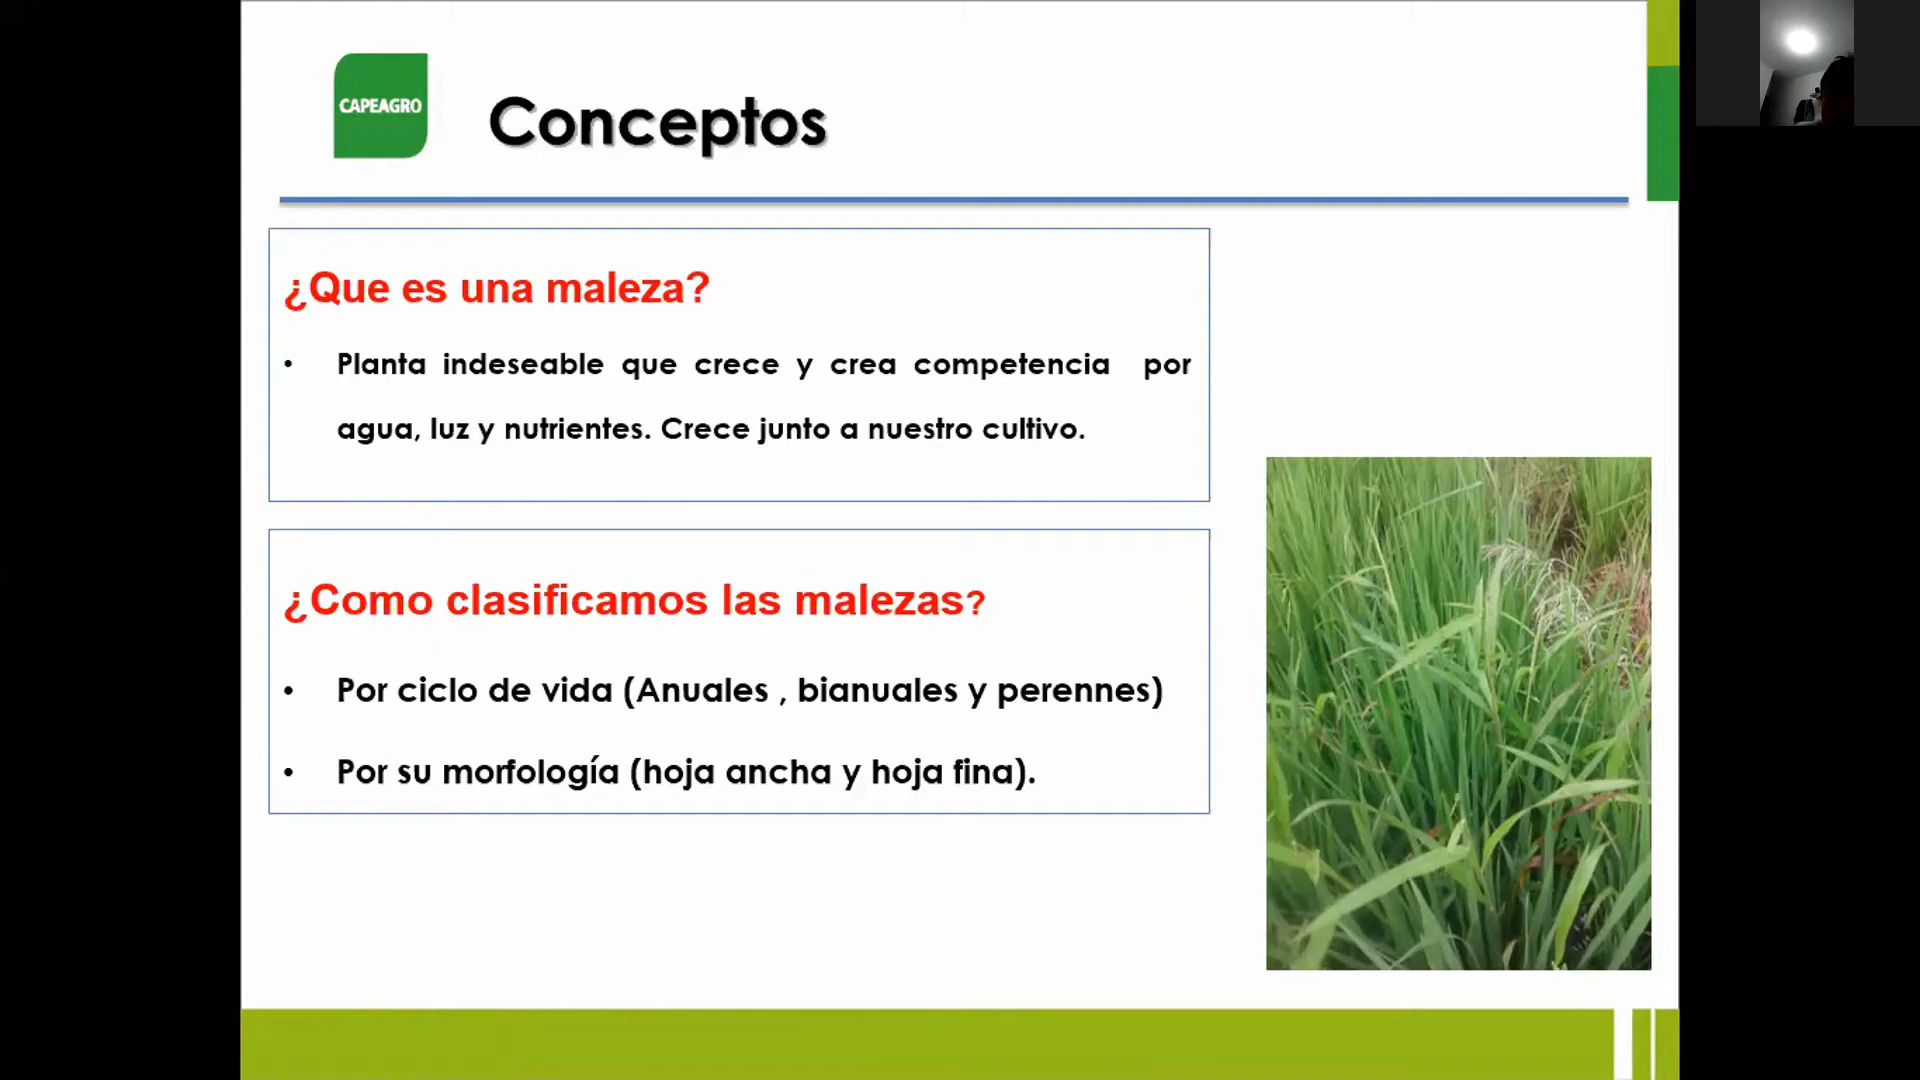 CAPEAGRO
Conceptos
¿Que es una maleza?
• Planta indeseable que crece y crea competencia por
agua, luz y nutrientes. Crece junto a nuestro cultivo.
¿Como clasificamos las malezas?
• Por ciclo de vida (Anuales , bianuales y perennes)
• Por su morfología (hoja ancha y hoja fina).